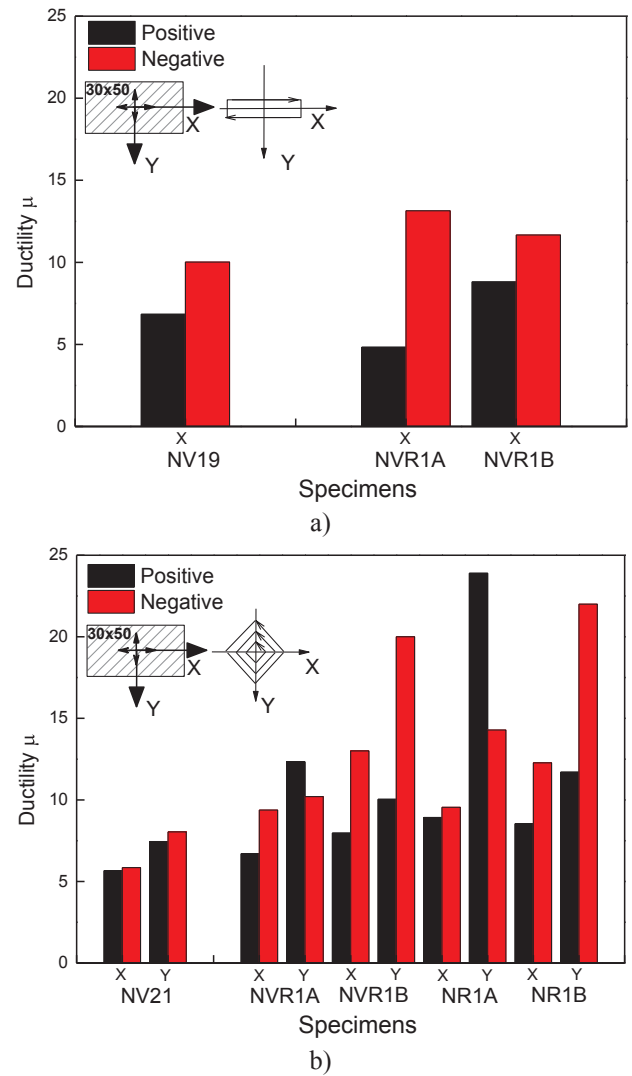 25
20
15
10
5
0
Ductility μ
Positive
Negative
30x50
X
Y
X
Y
X X X
NV19 NVR1A NVR1B
Specimens
a)
25
20
15
10
5
0
Ductility μ
Positive
Negative
30x50
X
Y
X
Y
X Y X Y X Y X Y X Y
NV21 NVR1A NVR1B NR1A NR1B
Specimens
b)